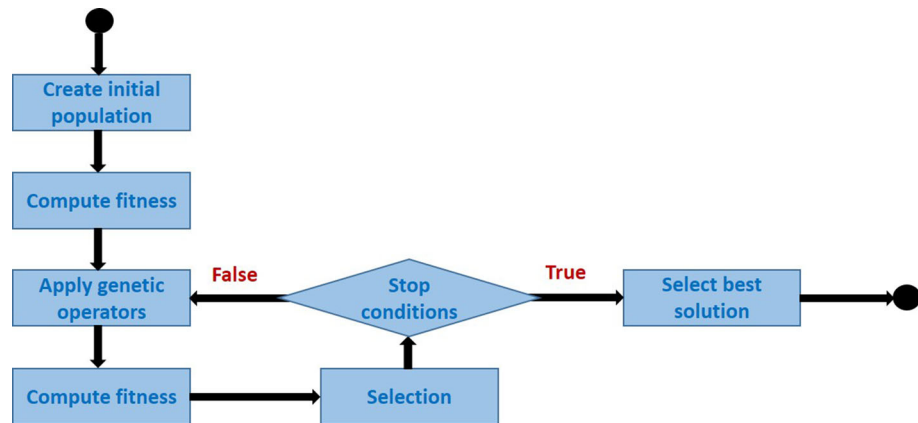 Create initial
population
Compute fitness
Apply genetic
operators
Compute fitness
Selection
Stop
conditions
False
True
Select best
solution